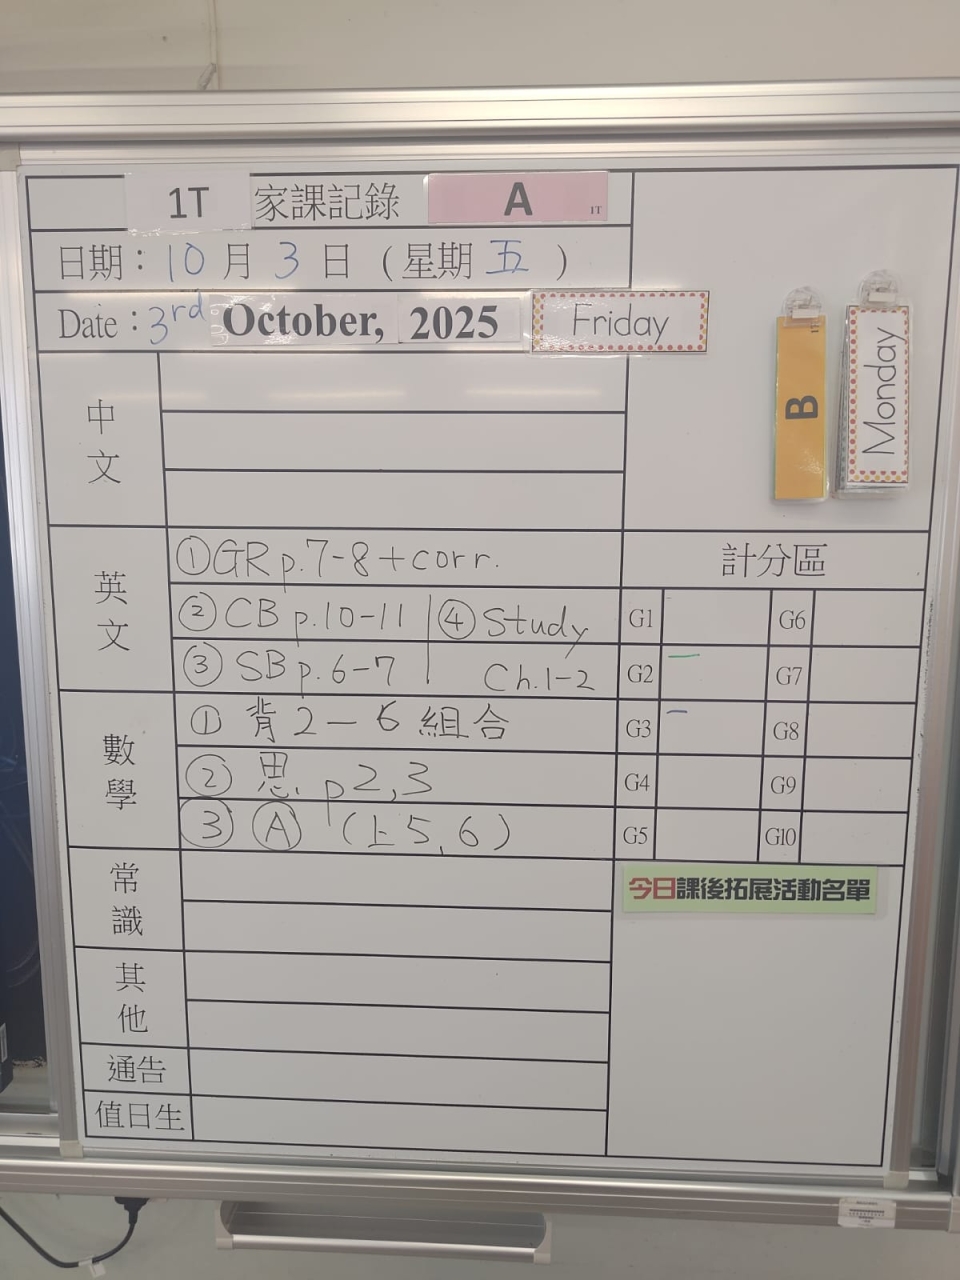 1T 家課記錄 A 1T
日期：10 月 3 日 （星期 五 ）
Date：3rd October, 2025 Friday
B 1T
Monday
中文
英文
①GR p.7-8+corr.
② CB p.10-11 ④ Study
③ SB p.6-7 Ch.1-2
數學
① 背2－6組合
② 思 p2,3
③ Ⓐ (上5,6)
常識
其他
通告
值日生
計分區
G1 G6
G2 一 G7
G3 一 G8
G4 G9
G5 G10
今日課後拓展活動名單